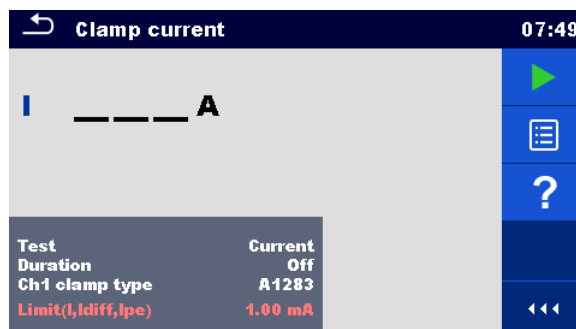 Clamp current 07:49
I ___ A
?
Test Current
Duration Off
Ch1 clamp type A1283
Limit(I,Idiff,Ipe) 1.00 mA